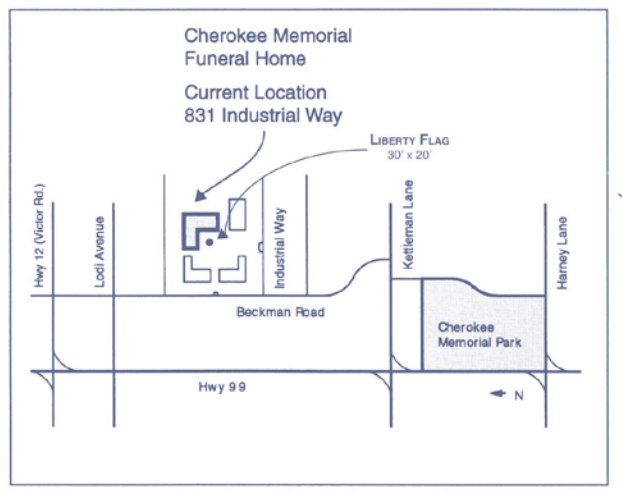 Cherokee Memorial
Funeral Home
Current Location
831 Industrial Way
LIBERTY FLAG
30' x 20'
Hwy 12 (Victor Rd.)
Lodi Avenue
Industrial Way
Kettleman Lane
Harney Lane
Beckman Road
Cherokee
Memorial Park
Hwy 99
N